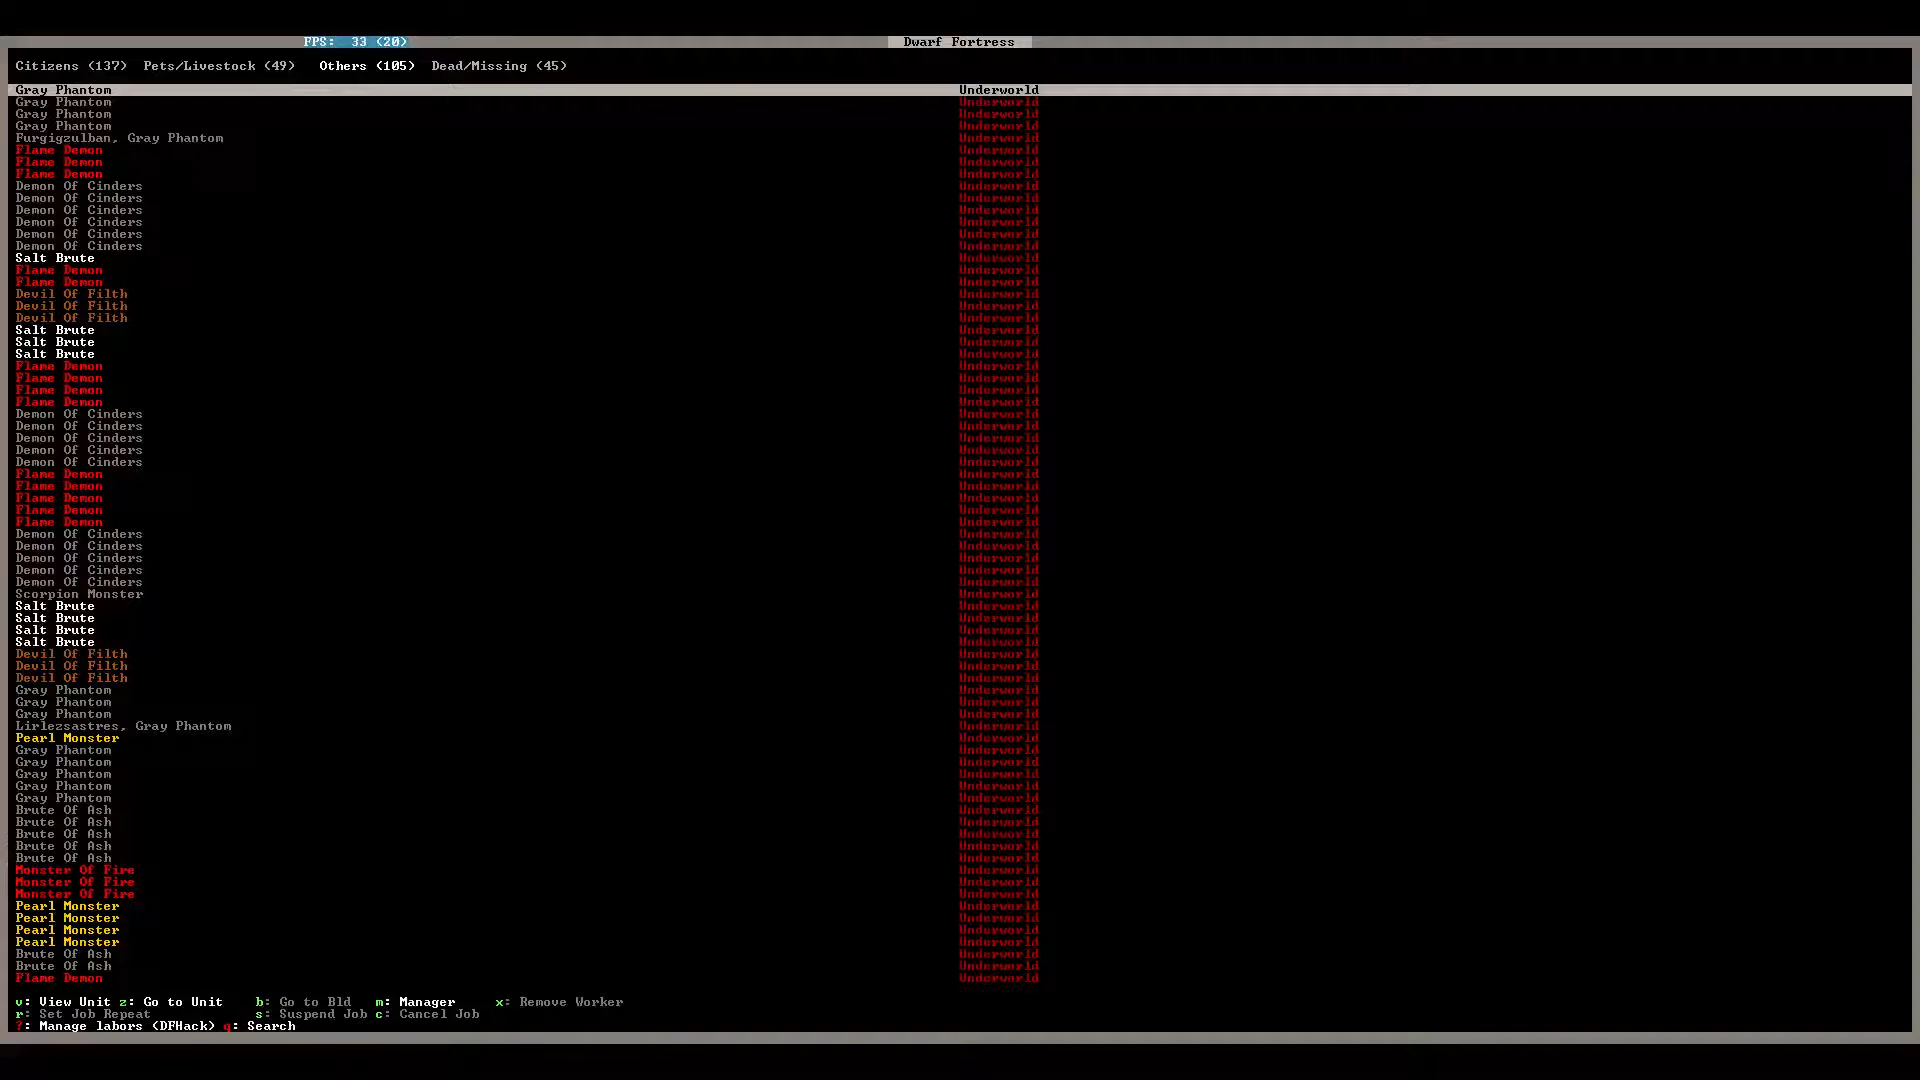 FPS: 33 (20) Dwarf Fortress
Citizens (137) Pets/Livestock (49) Others (105) Dead/Missing (45)
Gray Phantom Underworld
Gray Phantom Underworld
Gray Phantom Underworld
Gray Phantom Underworld
Furgigzulban, Gray Phantom Underworld
Flame Demon Underworld
Flame Demon Underworld
Flame Demon Underworld
Demon Of Cinders Underworld
Demon Of Cinders Underworld
Demon Of Cinders Underworld
Demon Of Cinders Underworld
Demon Of Cinders Underworld
Demon Of Cinders Underworld
Salt Brute Underworld
Flame Demon Underworld
Flame Demon Underworld
Devil Of Filth Underworld
Devil Of Filth Underworld
Devil Of Filth Underworld
Salt Brute Underworld
Salt Brute Underworld
Salt Brute Underworld
Flame Demon Underworld
Flame Demon Underworld
Flame Demon Underworld
Flame Demon Underworld
Demon Of Cinders Underworld
Demon Of Cinders Underworld
Demon Of Cinders Underworld
Demon Of Cinders Underworld
Demon Of Cinders Underworld
Flame Demon Underworld
Flame Demon Underworld
Flame Demon Underworld
Flame Demon Underworld
Flame Demon Underworld
Demon Of Cinders Underworld
Demon Of Cinders Underworld
Demon Of Cinders Underworld
Demon Of Cinders Underworld
Demon Of Cinders Underworld
Scorpion Monster Underworld
Salt Brute Underworld
Salt Brute Underworld
Salt Brute Underworld
Salt Brute Underworld
Devil Of Filth Underworld
Devil Of Filth Underworld
Devil Of Filth Underworld
Gray Phantom Underworld
Gray Phantom Underworld
Gray Phantom Underworld
Lirlezsastres, Gray Phantom Underworld
Pearl Monster Underworld
Gray Phantom Underworld
Gray Phantom Underworld
Gray Phantom Underworld
Gray Phantom Underworld
Gray Phantom Underworld
Brute Of Ash Underworld
Brute Of Ash Underworld
Brute Of Ash Underworld
Brute Of Ash Underworld
Brute Of Ash Underworld
Monster Of Fire Underworld
Monster Of Fire Underworld
Monster Of Fire Underworld
Pearl Monster Underworld
Pearl Monster Underworld
Pearl Monster Underworld
Pearl Monster Underworld
Brute Of Ash Underworld
Brute Of Ash Underworld
Flame Demon Underworld
v: View Unit z: Go to Unit b: Go to Bld m: Manager x: Remove Worker
r: Set Job Repeat s: Suspend Job c: Cancel Job
?: Manage labors (DFHack) q: Search